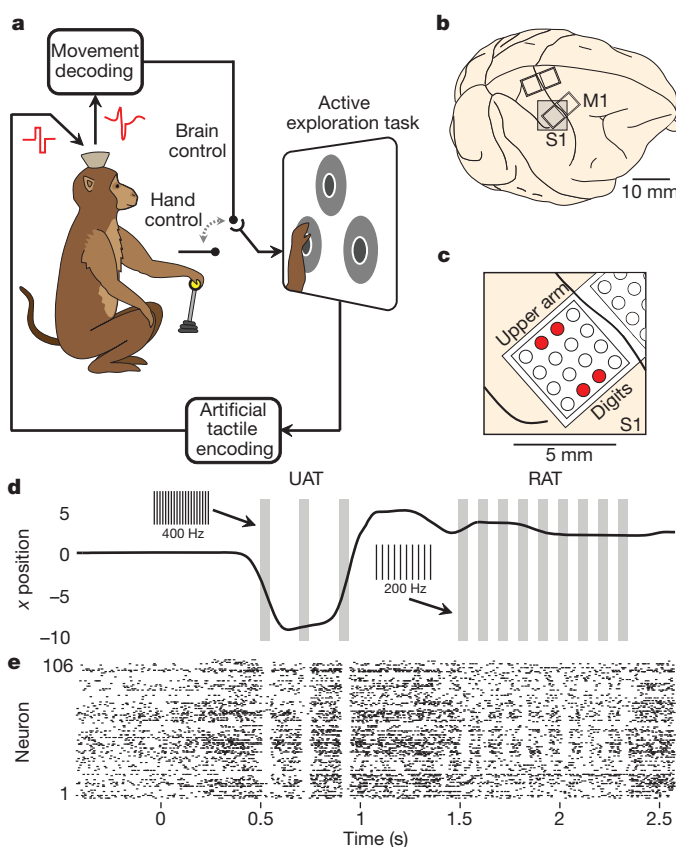 a
Movement
decoding
Brain
control
Hand
control
Active
exploration task
Artificial
tactile
encoding
b
M1
S1
10 mm
c
Upper arm
Digits
S1
5 mm
d
UAT
RAT
400 Hz
200 Hz
x position
5
0
–5
–10
e
Neuron
106
1
0
0.5
1
1.5
2
2.5
Time (s)